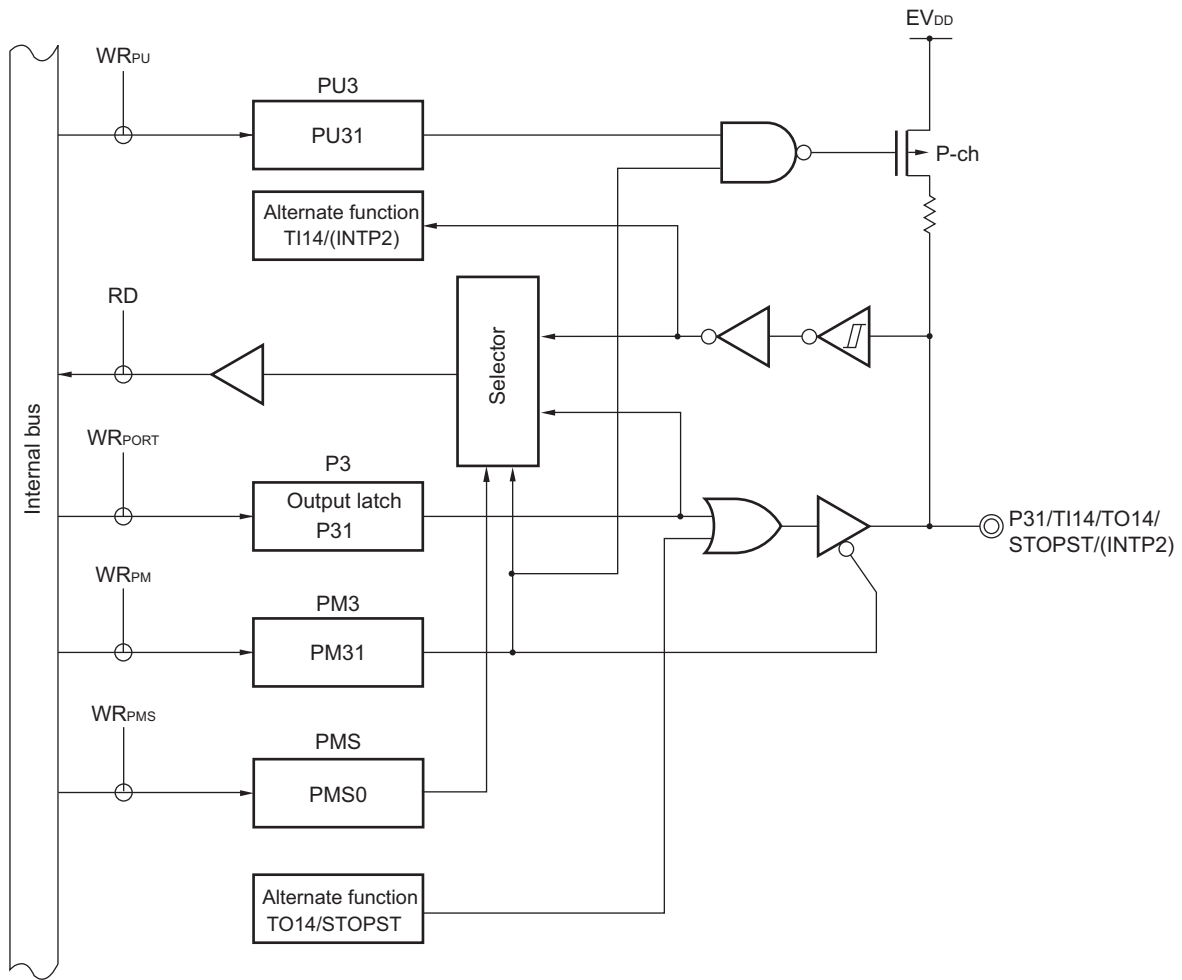 EVDD
WRPU
PU3
PU31
P-ch
Alternate function
TI14/(INTP2)
RD
Selector
Internal bus
WRPORT
P3
Output latch
P31
P31/TI14/TO14/
STOPST/(INTP2)
WRPM
PM3
PM31
WRPMS
PMS
PMS0
Alternate function
TO14/STOPST